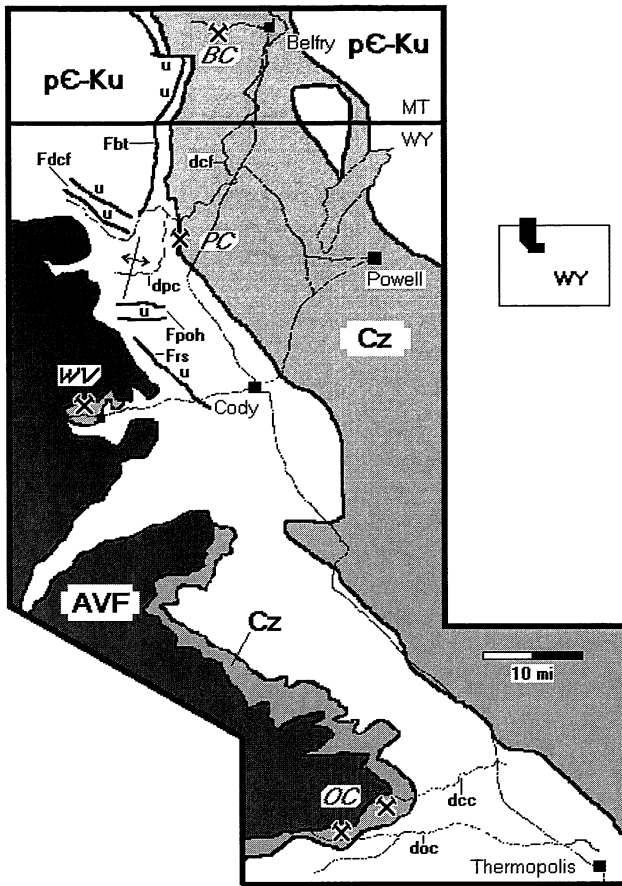 BC
Belfry
pЄ-Ku
pЄ-Ku
u
u
MT
WY
Fbt
dcf
Fdcf
u
u
PC
WY
dpc
Powell
u
Fpoh
Frs
Cz
u
WV
Cody
AVF
Cz
10 mi
OC
dcc
doc
Thermopolis